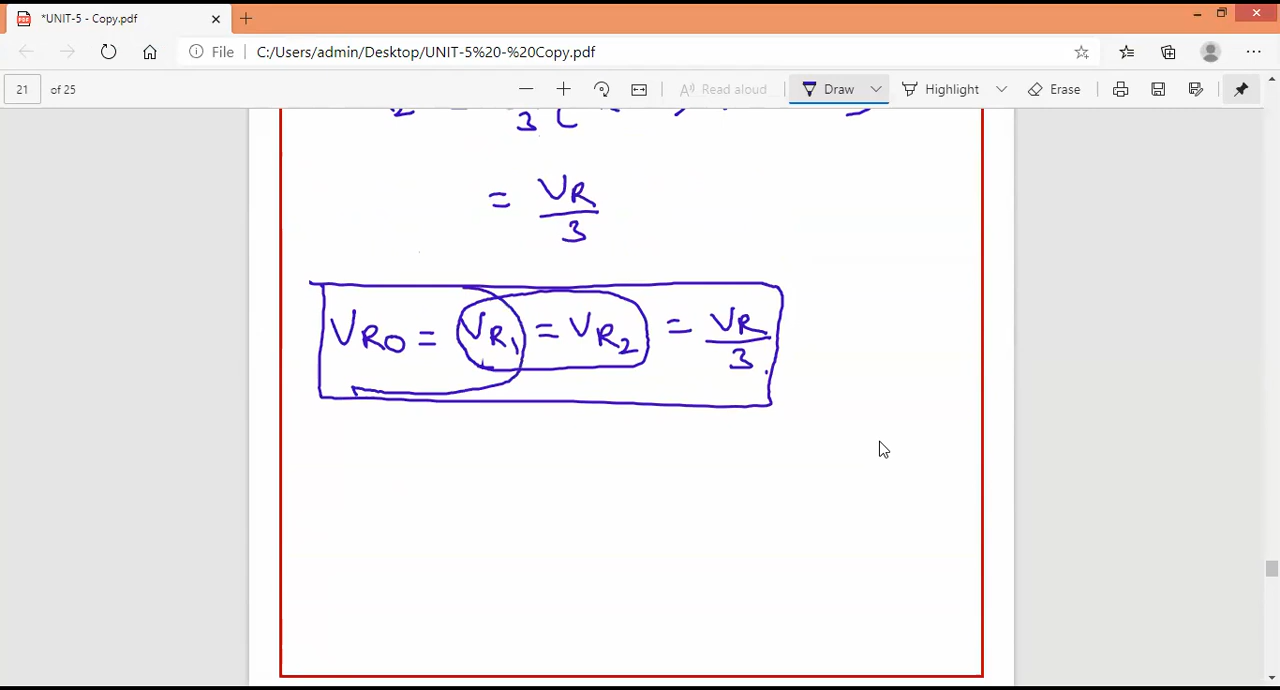 *UNIT-5 - Copy.pdf
File C:/Users/admin/Desktop/UNIT-5%20-%20Copy.pdf
21 of 25 Read aloud Draw Highlight Erase
= VR/3
VR0 = VR1 = VR2 = VR/3.